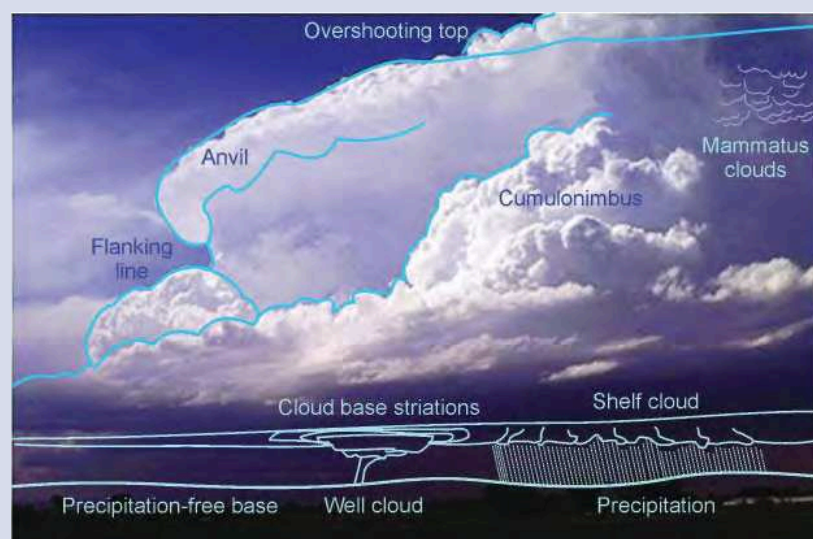 Overshooting top
Anvil
Mammatus
clouds
Cumulonimbus
Flanking
line
Cloud base striations
Shelf cloud
Precipitation-free base
Well cloud
Precipitation